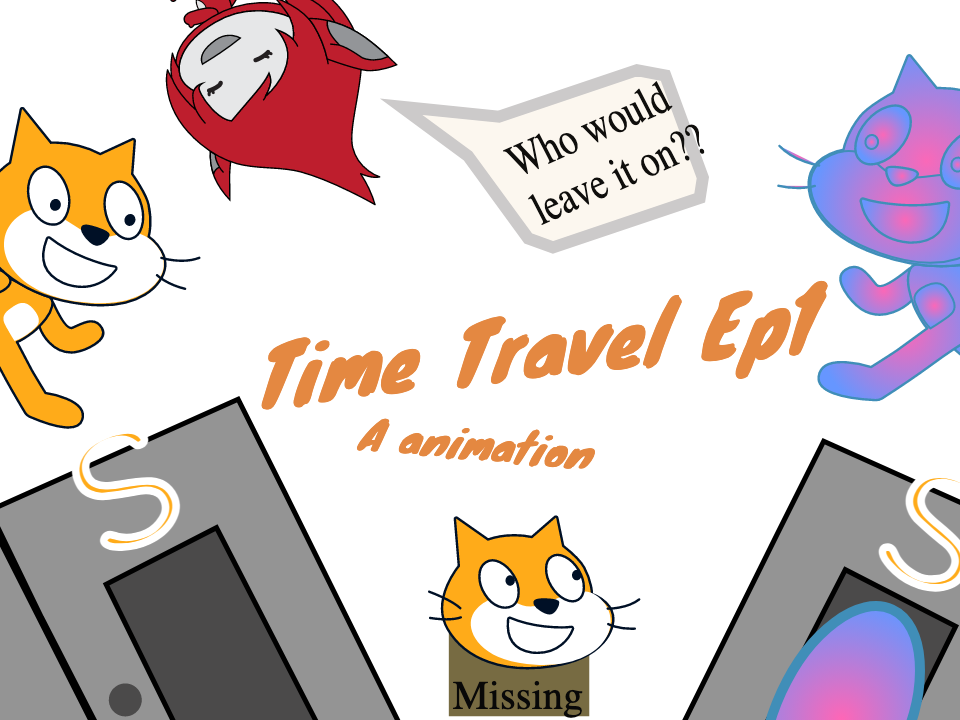 Who would
leave it on??
Time Travel Ep1
A animation
S
S
Missing